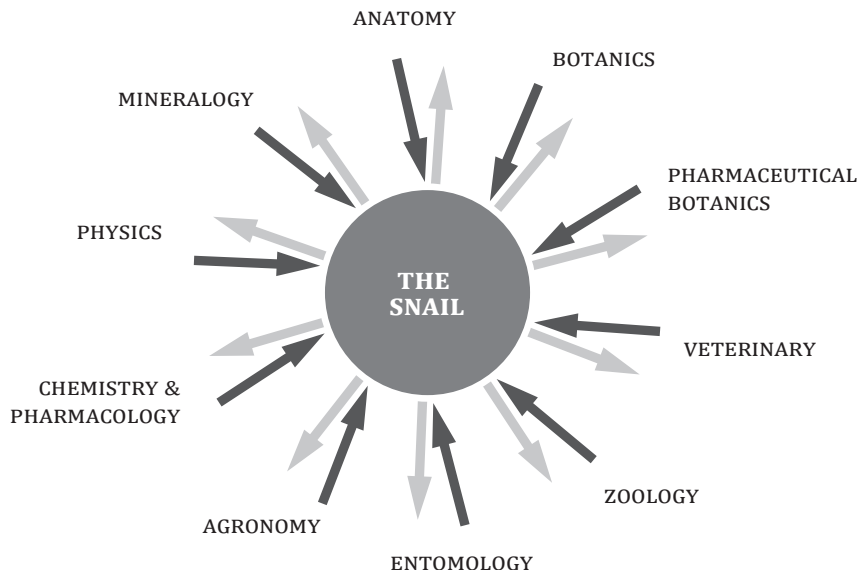 ANATOMY
BOTANICS
MINERALOGY
PHARMACEUTICAL
BOTANICS
PHYSICS
THE
SNAIL
VETERINARY
CHEMISTRY &
PHARMACOLOGY
ZOOLOGY
AGRONOMY
ENTOMOLOGY